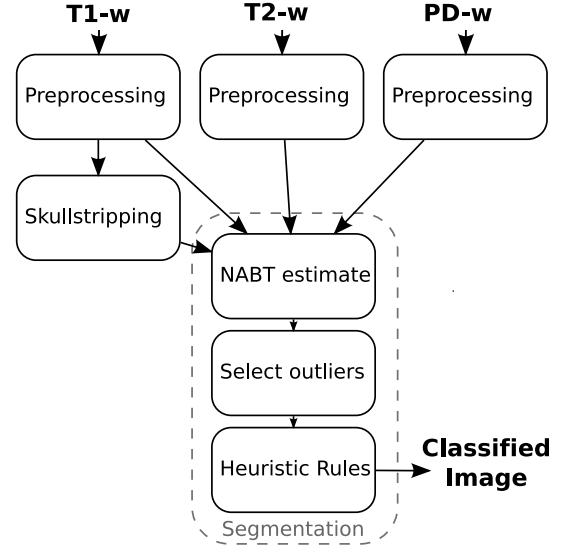 T1-w
T2-w
PD-w
Preprocessing
Preprocessing
Preprocessing
Skullstripping
NABT estimate
Select outliers
Heuristic Rules
Classified
Image
Segmentation